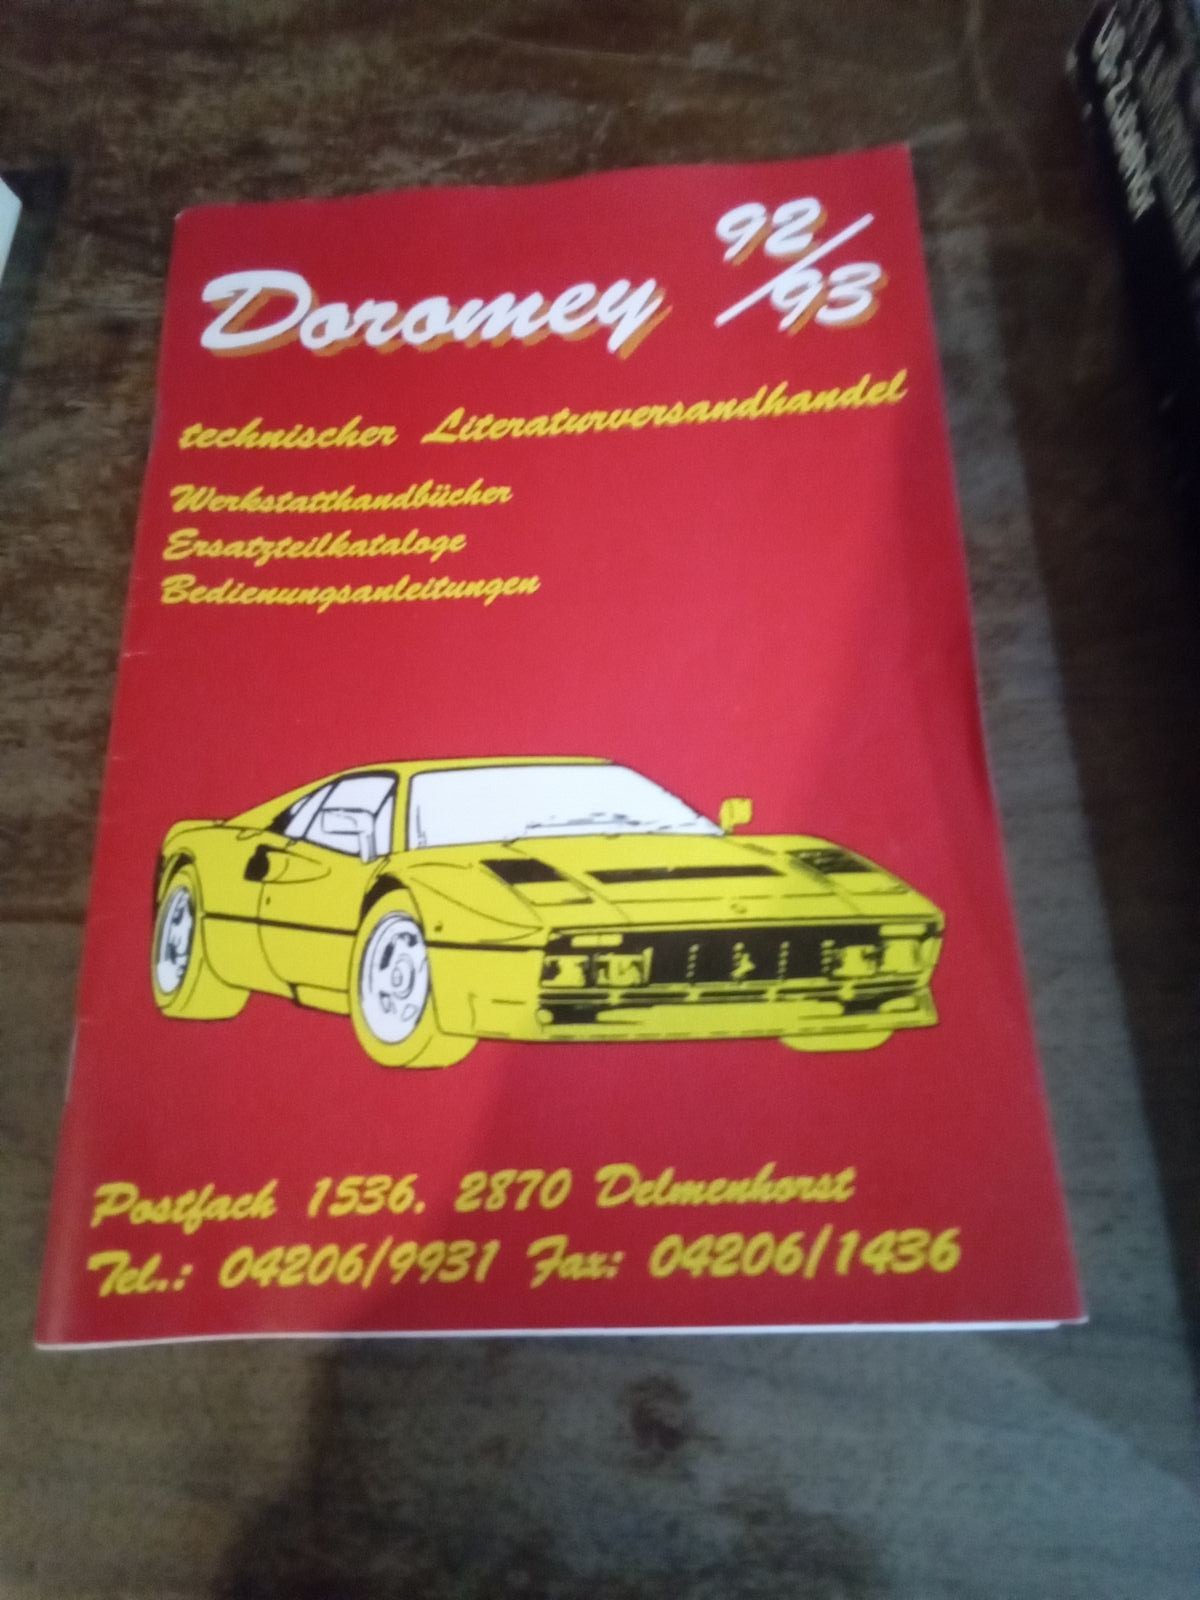 Doromey 92/93
technischer Literaturversandhandel
Werkstatthandbücher
Ersatzteilkataloge
Bedienungsanleitungen
Postfach 1536. 2870 Delmenhorst
Tel.: 04206/9931 Fax: 04206/1436